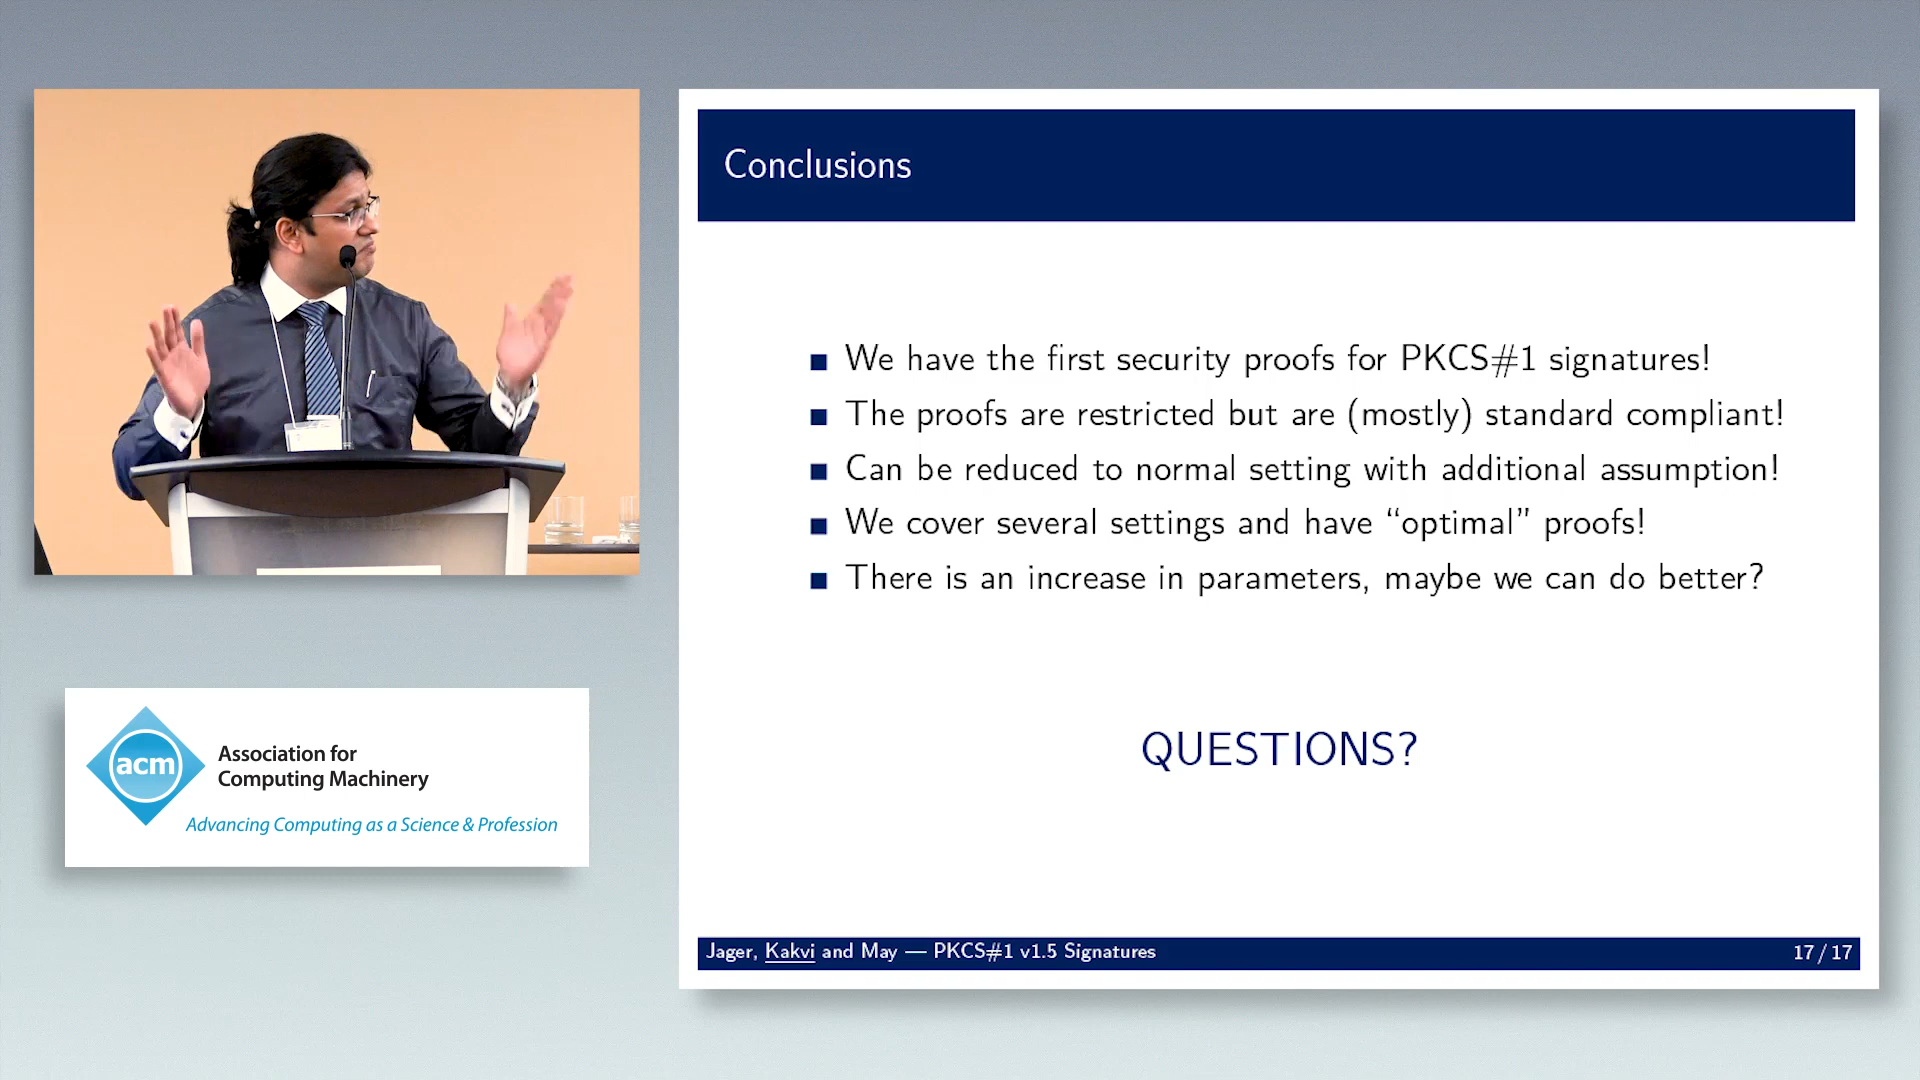 Conclusions
We have the first security proofs for PKCS#1 signatures!
The proofs are restricted but are (mostly) standard compliant!
Can be reduced to normal setting with additional assumption!
We cover several settings and have “optimal” proofs!
There is an increase in parameters, maybe we can do better?
QUESTIONS?
Jager, Kakvi and May — PKCS#1 v1.5 Signatures
17 / 17
acm
Association for
Computing Machinery
Advancing Computing as a Science & Profession